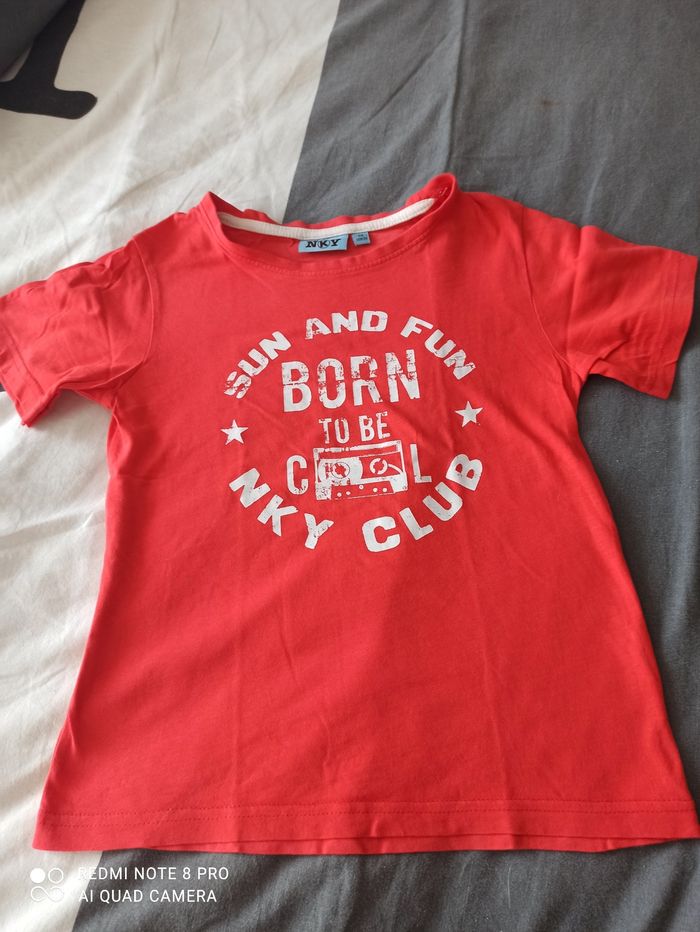 NKY
SUN AND FUN
BORN
TO BE
COOL
NKY CLUB
REDMI NOTE 8 PRO
AI QUAD CAMERA